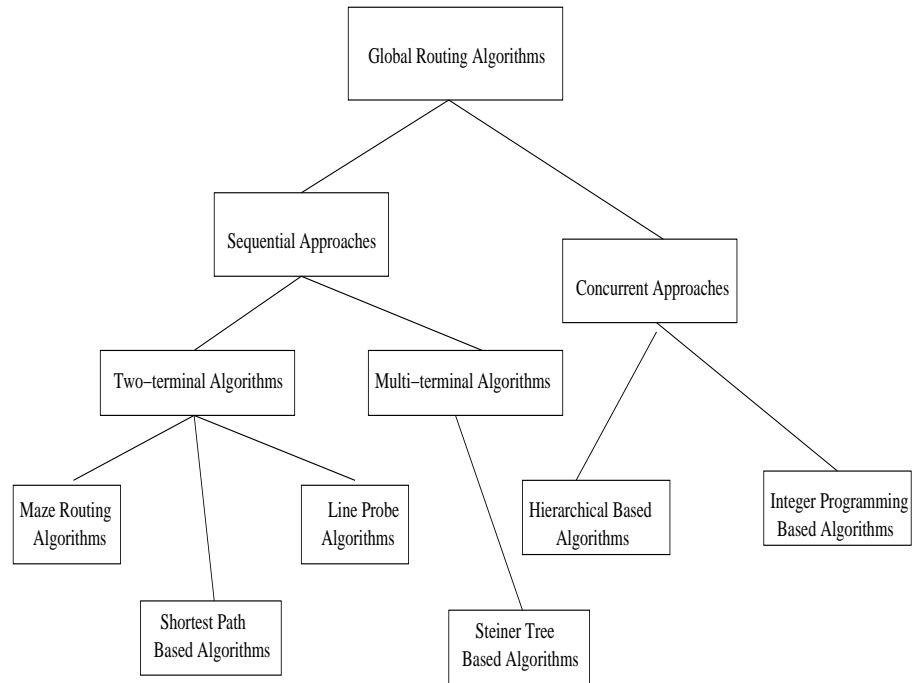 Global Routing Algorithms
Sequential Approaches
Concurrent Approaches
Two−terminal Algorithms
Multi−terminal Algorithms
Maze Routing
Algorithms
Line Probe
Algorithms
Hierarchical Based
Algorithms
Integer Programming
Based Algorithms
Shortest Path
Based Algorithms
Steiner Tree
Based Algorithms